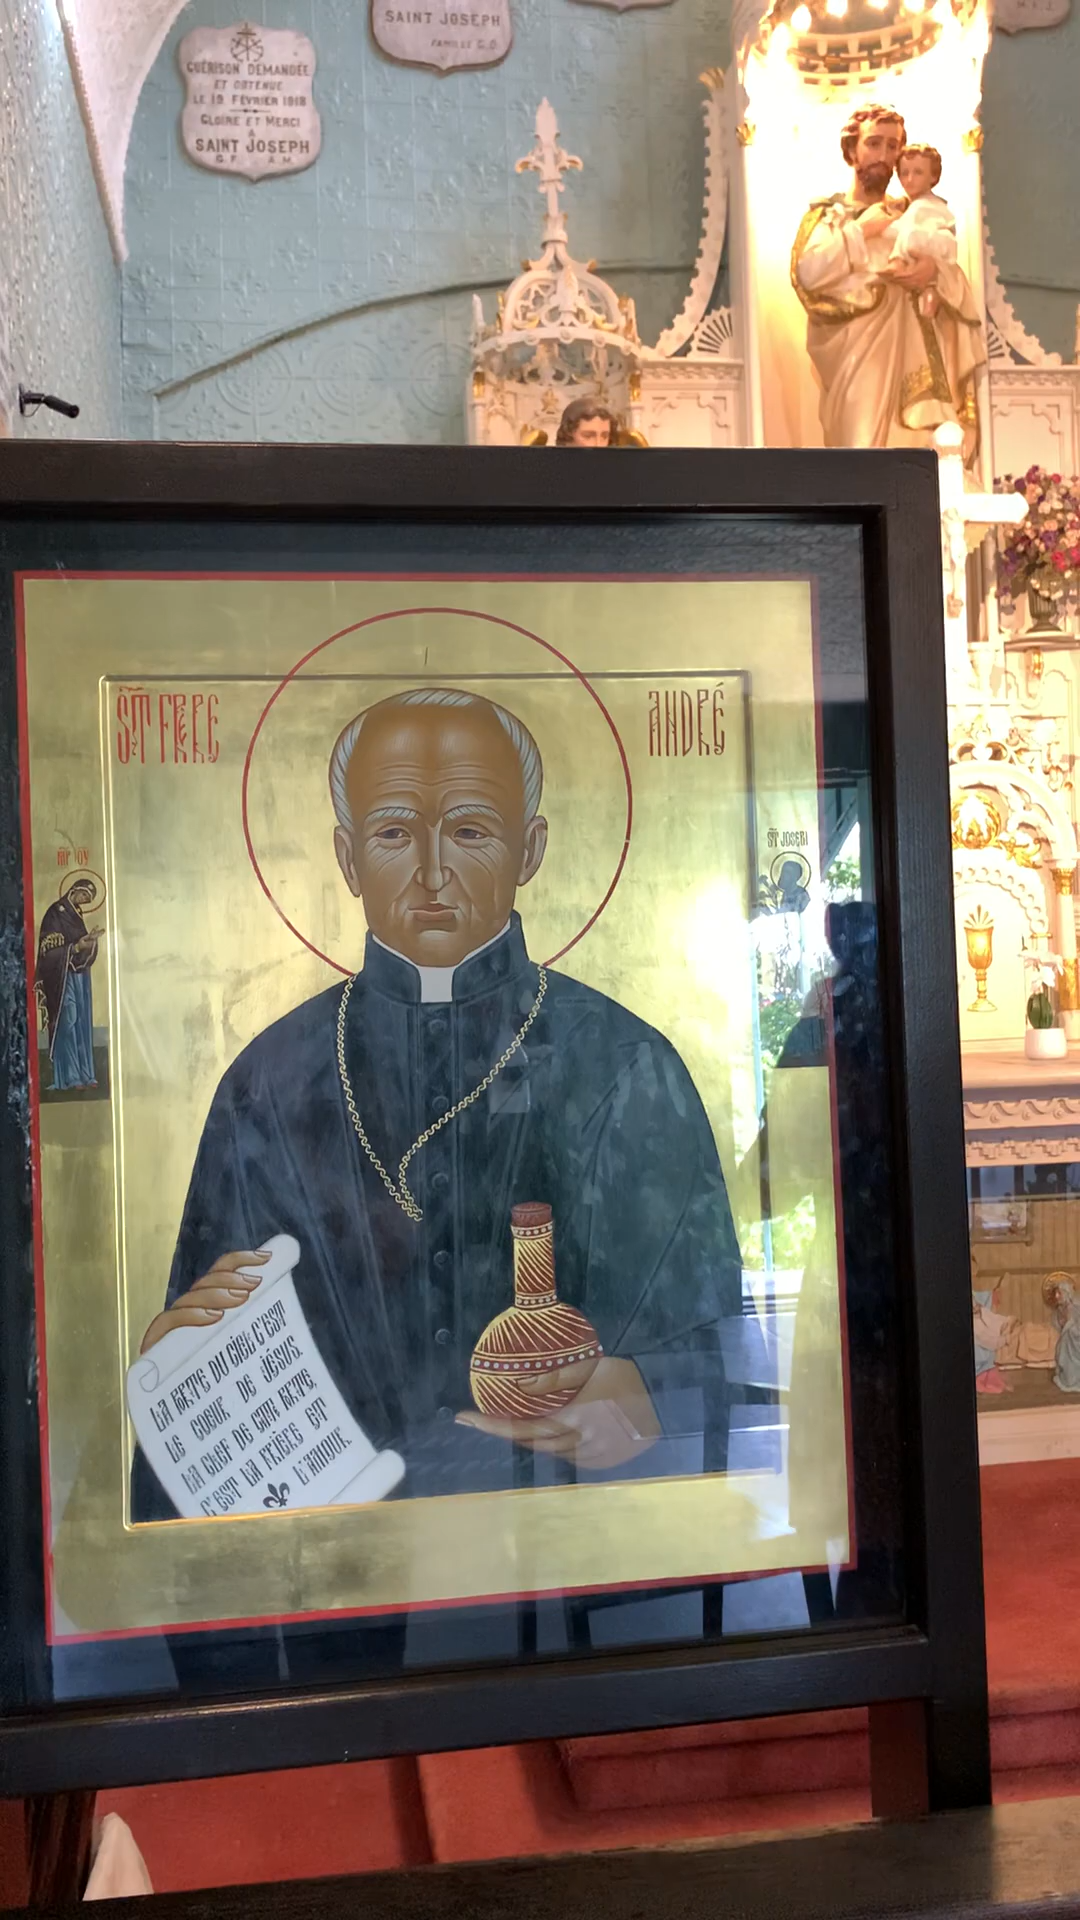 SAINT JOSEPH
FAMILLE G.D.
GUÉRISON DEMANDÉE
ET OBTENUE
LE 19 FÉVRIER 1918
GLOIRE ET MERCI
À
SAINT JOSEPH
G.F. A.M.
ST FRERE
ANDRÉ
ST JOSEPH
LA PORTE DU CIEL C'EST
LE COEUR DE JÉSUS.
LA CLEF DE CETTE PORTE,
C'EST LA PRIÈRE ET
L'AMOUR.